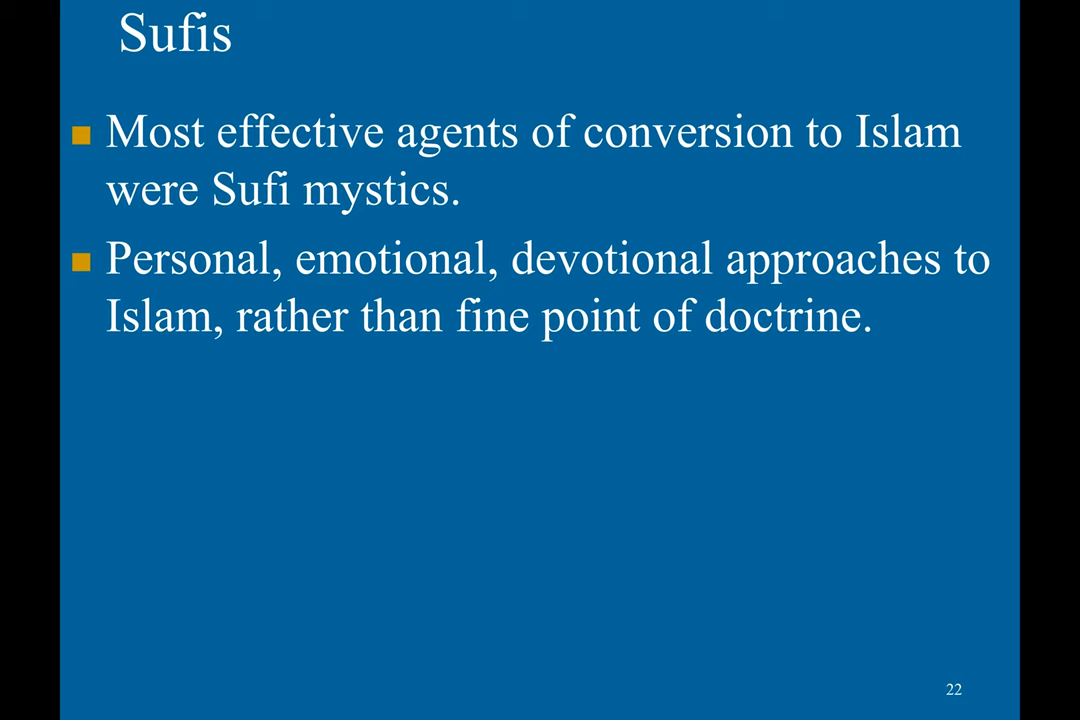 Sufis
Most effective agents of conversion to Islam
were Sufi mystics.
Personal, emotional, devotional approaches to
Islam, rather than fine point of doctrine.
22